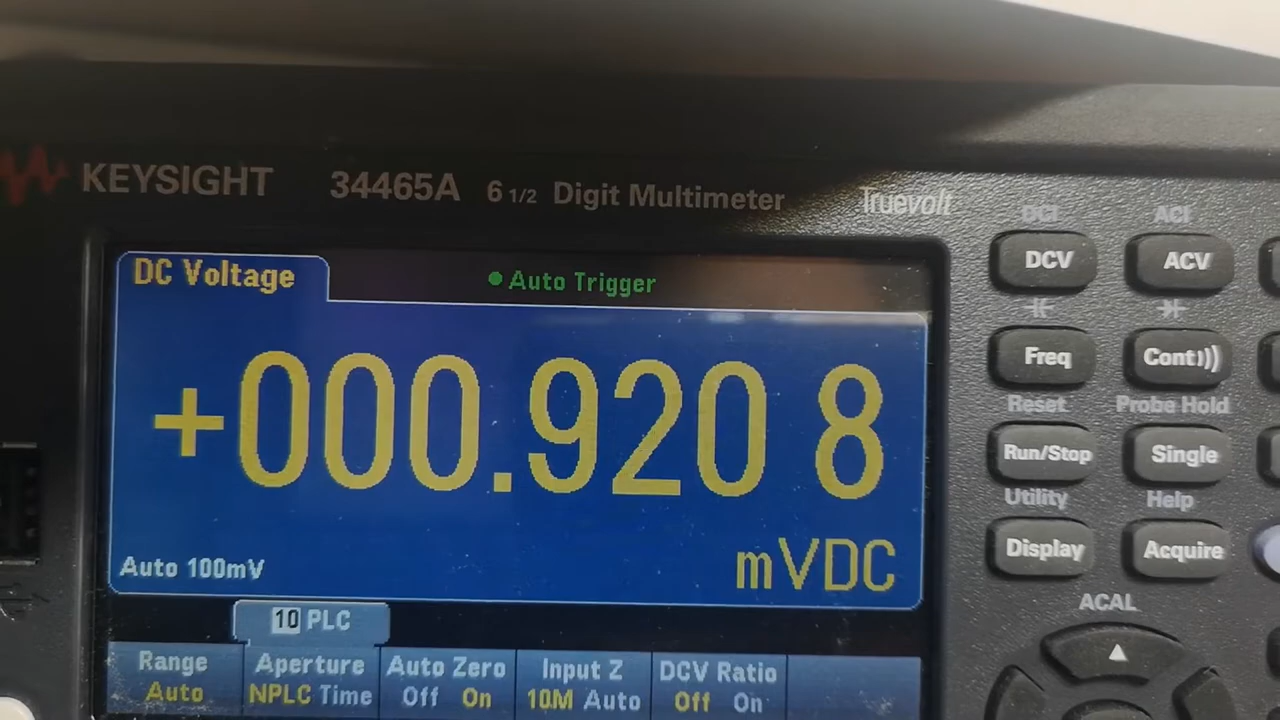 KEYSIGHT 34465A 6 1/2 Digit Multimeter Truevolt
DCI ACI
DC Voltage Auto Trigger DCV ACV
+000.920 8
mVDC
Auto 100mV
Freq Cont
Reset Probe Hold
Run/Stop Single
Utility Help
Display Acquire
ACAL
10 PLC
Range Aperture Auto Zero Input Z DCV Ratio
Auto NPLC Time Off On 10M Auto Off On